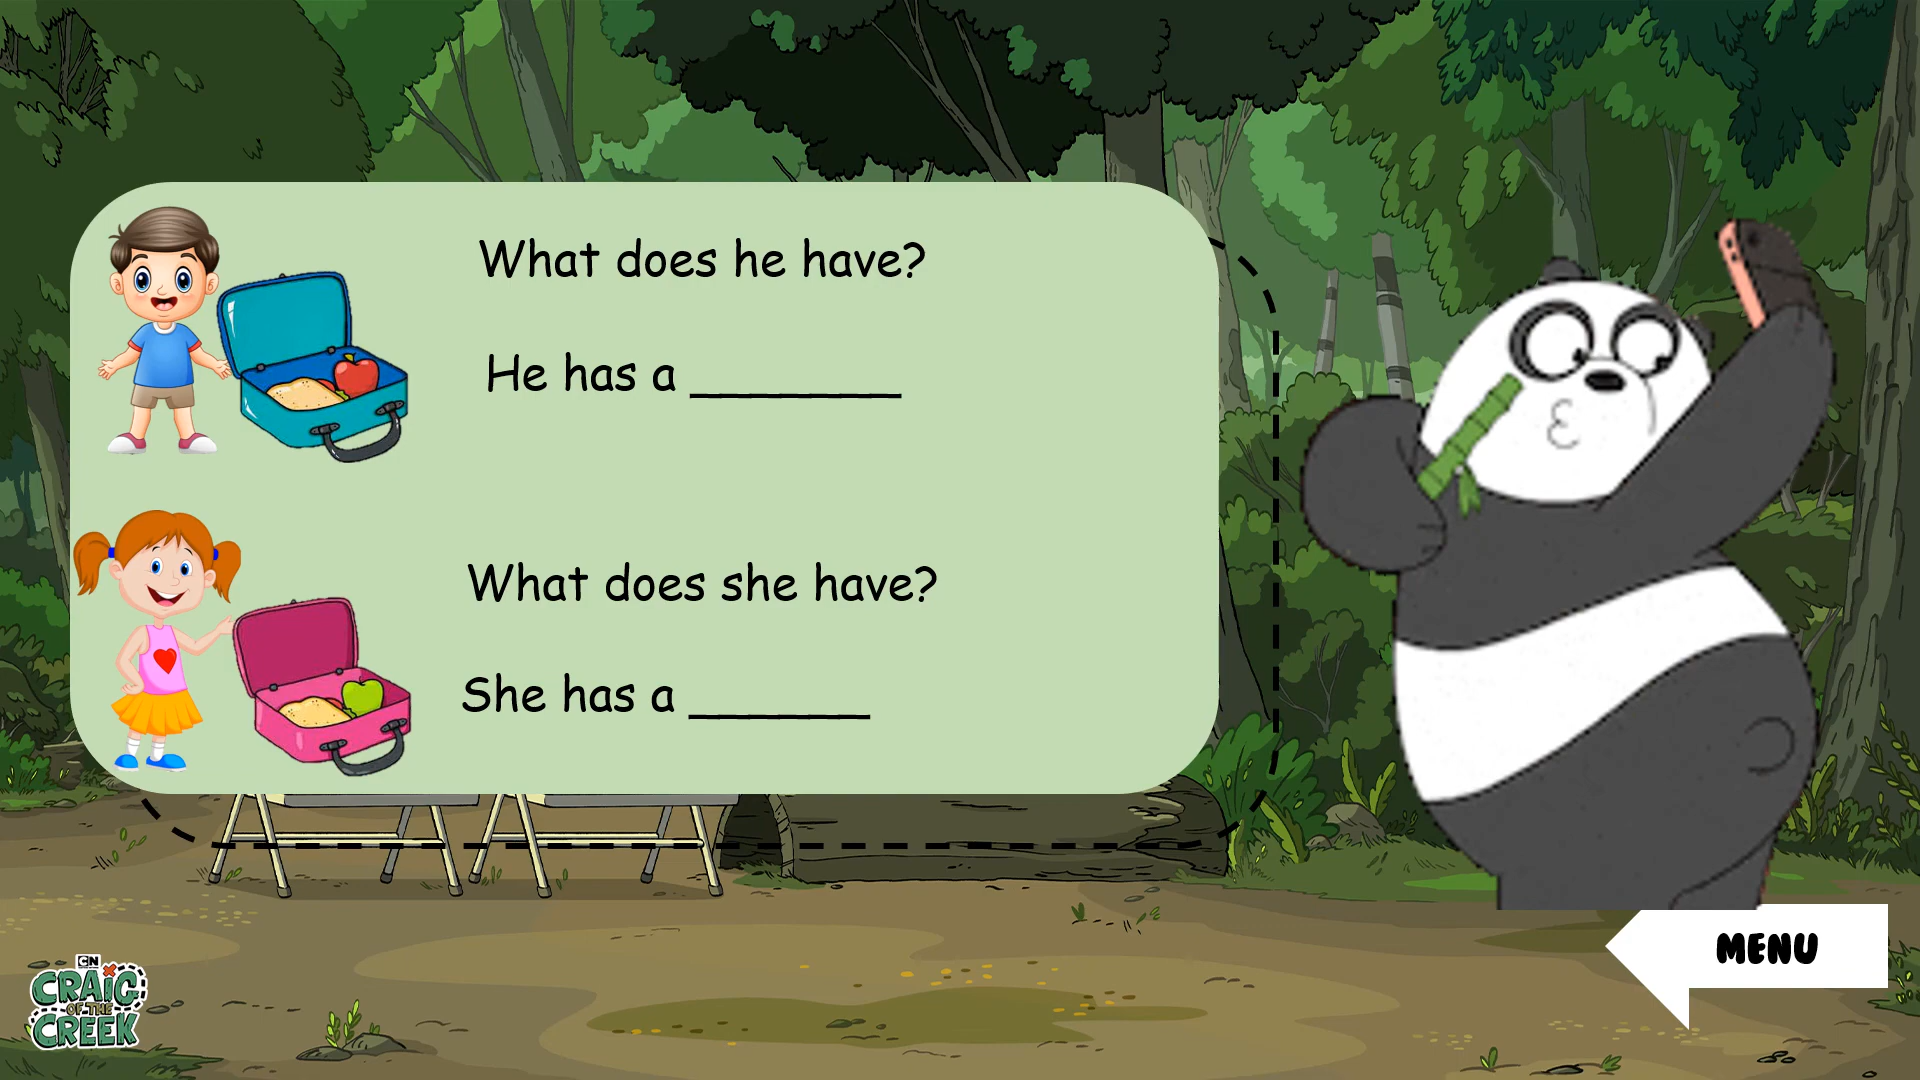 What does he have?
He has a _______
What does she have?
She has a ______
MENU
CN
CRAIG
OF THE
CREEK